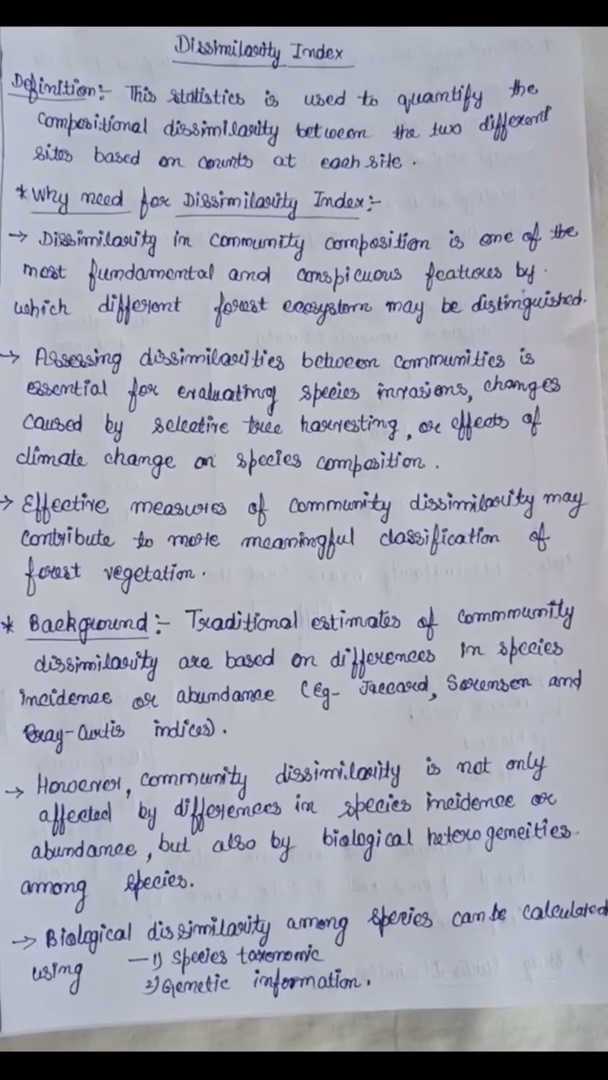 Dissimilarity Index
Definition:- This statistics is used to quantify the
compositional dissimilarity between the two different
sites based on counts at each site.
* Why need for Dissimilarity Index:-
→ Dissimilarity in community composition is one of the
most fundamental and conspicuous features by
which different forest ecosystem may be distinguished.
→ Assessing dissimilarities between communities is
essential for evaluating species invasions, changes
caused by selective tree harvesting, or effects of
climate change on species composition.
→ Effective measures of community dissimilarity may
contribute to more meaningful classification of
forest vegetation.
* Background:- Traditional estimates of commmunity
dissimilarity are based on differences in species
incidence or abundance (eg- Jaccard, Sorensen and
Bray-Curtis indices).
→ However, community dissimilarity is not only
affected by differences in species incidence or
abundance, but also by biological heterogemeities
among species.
→ Biological dissimilarity among species can be calculated
using —1) Species taxonomic
2) Genetic information.